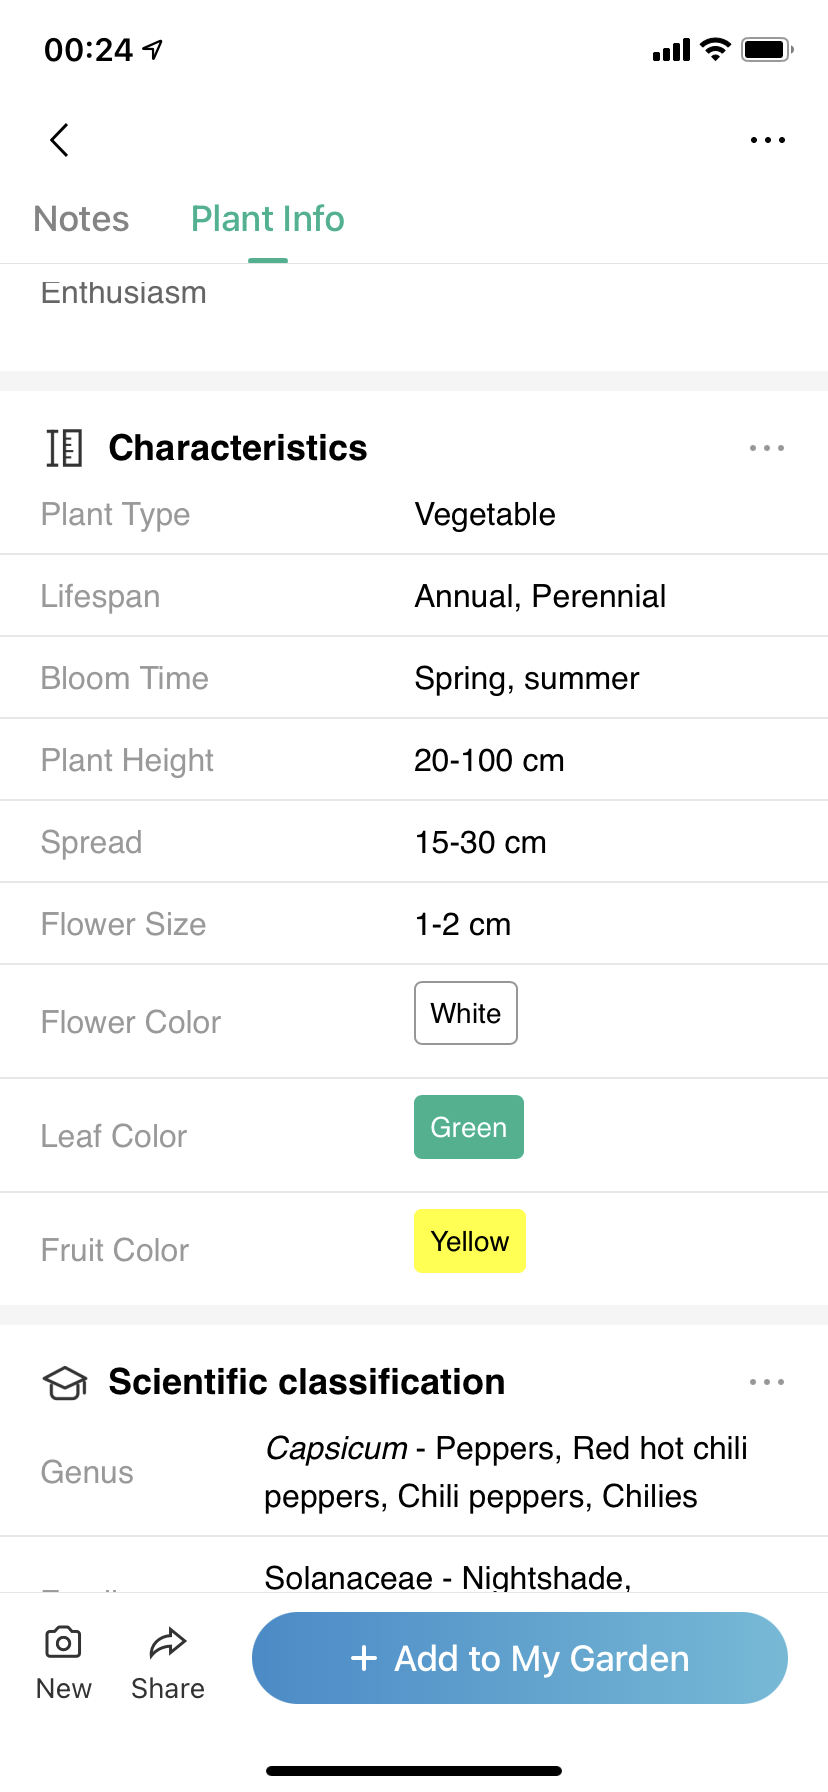 00:24
Notes Plant Info
Enthusiasm
Characteristics
Plant Type Vegetable
Lifespan Annual, Perennial
Bloom Time Spring, summer
Plant Height 20-100 cm
Spread 15-30 cm
Flower Size 1-2 cm
Flower Color White
Leaf Color Green
Fruit Color Yellow
Scientific classification
Genus Capsicum - Peppers, Red hot chili
peppers, Chili peppers, Chilies
Solanaceae - Nightshade,
+ Add to My Garden
New Share